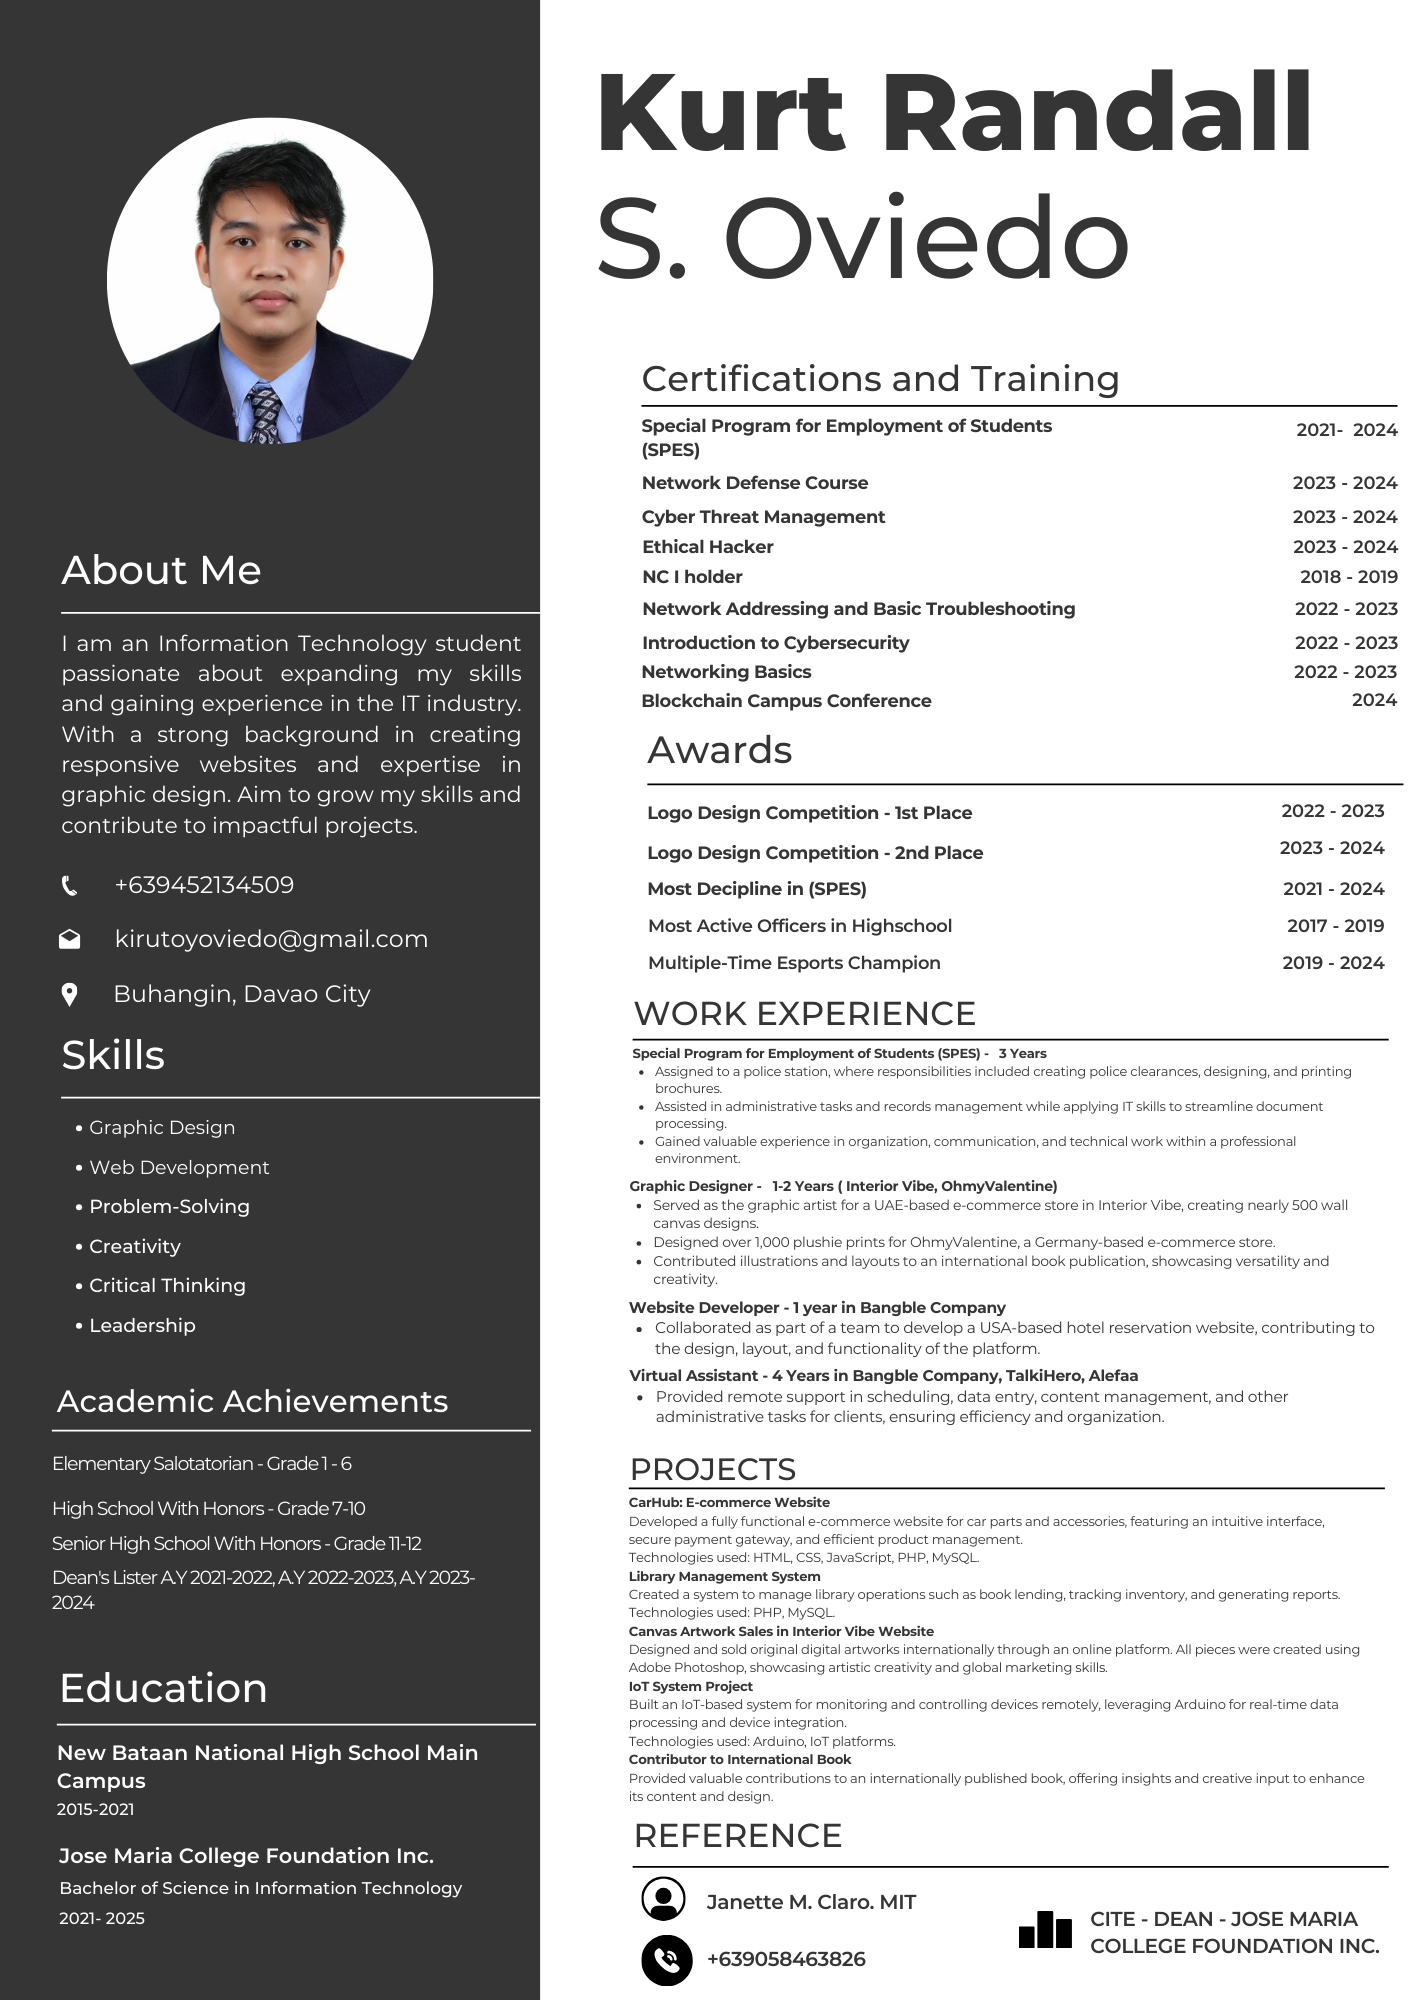 Kurt Randall
S. Oviedo
About Me
I am an Information Technology student
passionate about expanding my skills
and gaining experience in the IT industry.
With a strong background in creating
responsive websites and expertise in
graphic design. Aim to grow my skills and
contribute to impactful projects.
+639452134509
kirutoyoviedo@gmail.com
Buhangin, Davao City
Skills
• Graphic Design
• Web Development
• Problem-Solving
• Creativity
• Critical Thinking
• Leadership
Academic Achievements
Elementary Salotatorian - Grade 1 - 6
High School With Honors - Grade 7-10
Senior High School With Honors - Grade 11-12
Dean's Lister A.Y 2021-2022, A.Y 2022-2023, A.Y 2023-
2024
Education
New Bataan National High School Main
Campus
2015-2021
Jose Maria College Foundation Inc.
Bachelor of Science in Information Technology
2021- 2025
Certifications and Training
Special Program for Employment of Students 2021- 2024
(SPES)
Network Defense Course 2023 - 2024
Cyber Threat Management 2023 - 2024
Ethical Hacker 2023 - 2024
NC I holder 2018 - 2019
Network Addressing and Basic Troubleshooting 2022 - 2023
Introduction to Cybersecurity 2022 - 2023
Networking Basics 2022 - 2023
Blockchain Campus Conference 2024
Awards
Logo Design Competition - 1st Place 2022 - 2023
Logo Design Competition - 2nd Place 2023 - 2024
Most Decipline in (SPES) 2021 - 2024
Most Active Officers in Highschool 2017 - 2019
Multiple-Time Esports Champion 2019 - 2024
WORK EXPERIENCE
Special Program for Employment of Students (SPES) - 3 Years
• Assigned to a police station, where responsibilities included creating police clearances, designing, and printing
brochures.
• Assisted in administrative tasks and records management while applying IT skills to streamline document
processing.
• Gained valuable experience in organization, communication, and technical work within a professional
environment.
Graphic Designer - 1-2 Years ( Interior Vibe, OhmyValentine)
• Served as the graphic artist for a UAE-based e-commerce store in Interior Vibe, creating nearly 500 wall
canvas designs.
• Designed over 1,000 plushie prints for OhmyValentine, a Germany-based e-commerce store.
• Contributed illustrations and layouts to an international book publication, showcasing versatility and
creativity.
Website Developer - 1 year in Bangble Company
• Collaborated as part of a team to develop a USA-based hotel reservation website, contributing to
the design, layout, and functionality of the platform.
Virtual Assistant - 4 Years in Bangble Company, TalkiHero, Alefaa
• Provided remote support in scheduling, data entry, content management, and other
administrative tasks for clients, ensuring efficiency and organization.
PROJECTS
CarHub: E-commerce Website
Developed a fully functional e-commerce website for car parts and accessories, featuring an intuitive interface,
secure payment gateway, and efficient product management.
Technologies used: HTML, CSS, JavaScript, PHP, MySQL.
Library Management System
Created a system to manage library operations such as book lending, tracking inventory, and generating reports.
Technologies used: PHP, MySQL.
Canvas Artwork Sales in Interior Vibe Website
Designed and sold original digital artworks internationally through an online platform. All pieces were created using
Adobe Photoshop, showcasing artistic creativity and global marketing skills.
IoT System Project
Built an IoT-based system for monitoring and controlling devices remotely, leveraging Arduino for real-time data
processing and device integration.
Technologies used: Arduino, IoT platforms.
Contributor to International Book
Provided valuable contributions to an internationally published book, offering insights and creative input to enhance
its content and design.
REFERENCE
Janette M. Claro. MIT
+639058463826
CITE - DEAN - JOSE MARIA
COLLEGE FOUNDATION INC.